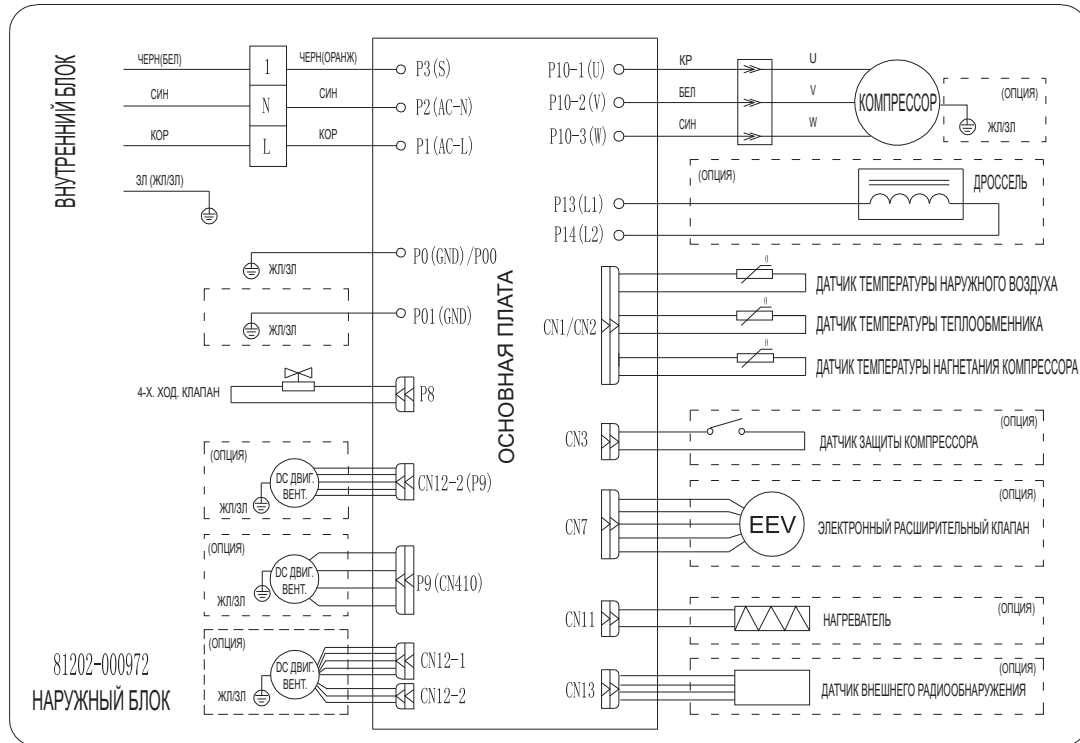 ВНУТРЕННИЙ БЛОК
ЧЕРН(БЕЛ)
1
ЧЕРН(ОРАНЖ)
P3(S)
СИН
N
СИН
P2(AC-N)
КОР
L
КОР
P1(AC-L)
ЗЛ (ЖЛ/ЗЛ)
P0(GND)/P00
ЖЛ/ЗЛ
P01(GND)
ЖЛ/ЗЛ
4-Х. ХОД. КЛАПАН
P8
(ОПЦИЯ)
DC ДВИГ.
ВЕНТ.
ЖЛ/ЗЛ
CN12-2(P9)
(ОПЦИЯ)
DC ДВИГ.
ВЕНТ.
ЖЛ/ЗЛ
P9(CN410)
(ОПЦИЯ)
DC ДВИГ.
ВЕНТ.
ЖЛ/ЗЛ
CN12-1
CN12-2
81202-000972
НАРУЖНЫЙ БЛОК
ОСНОВНАЯ ПЛАТА
P10-1(U)
КР
U
P10-2(V)
БЕЛ
V
P10-3(W)
СИН
W
КОМПРЕССОР
(ОПЦИЯ)
ЖЛ/ЗЛ
(ОПЦИЯ)
ДРОССЕЛЬ
P13(L1)
P14(L2)
CN1/CN2
θ
ДАТЧИК ТЕМПЕРАТУРЫ НАРУЖНОГО ВОЗДУХА
θ
ДАТЧИК ТЕМПЕРАТУРЫ ТЕПЛООБМЕННИКА
θ
ДАТЧИК ТЕМПЕРАТУРЫ НАГНЕТАНИЯ КОМПРЕССОРА
CN3
(ОПЦИЯ)
ДАТЧИК ЗАЩИТЫ КОМПРЕССОРА
CN7
EEV
(ОПЦИЯ)
ЭЛЕКТРОННЫЙ РАСШИРИТЕЛЬНЫЙ КЛАПАН
CN11
(ОПЦИЯ)
НАГРЕВАТЕЛЬ
CN13
(ОПЦИЯ)
ДАТЧИК ВНЕШНЕГО РАДИООБНАРУЖЕНИЯ